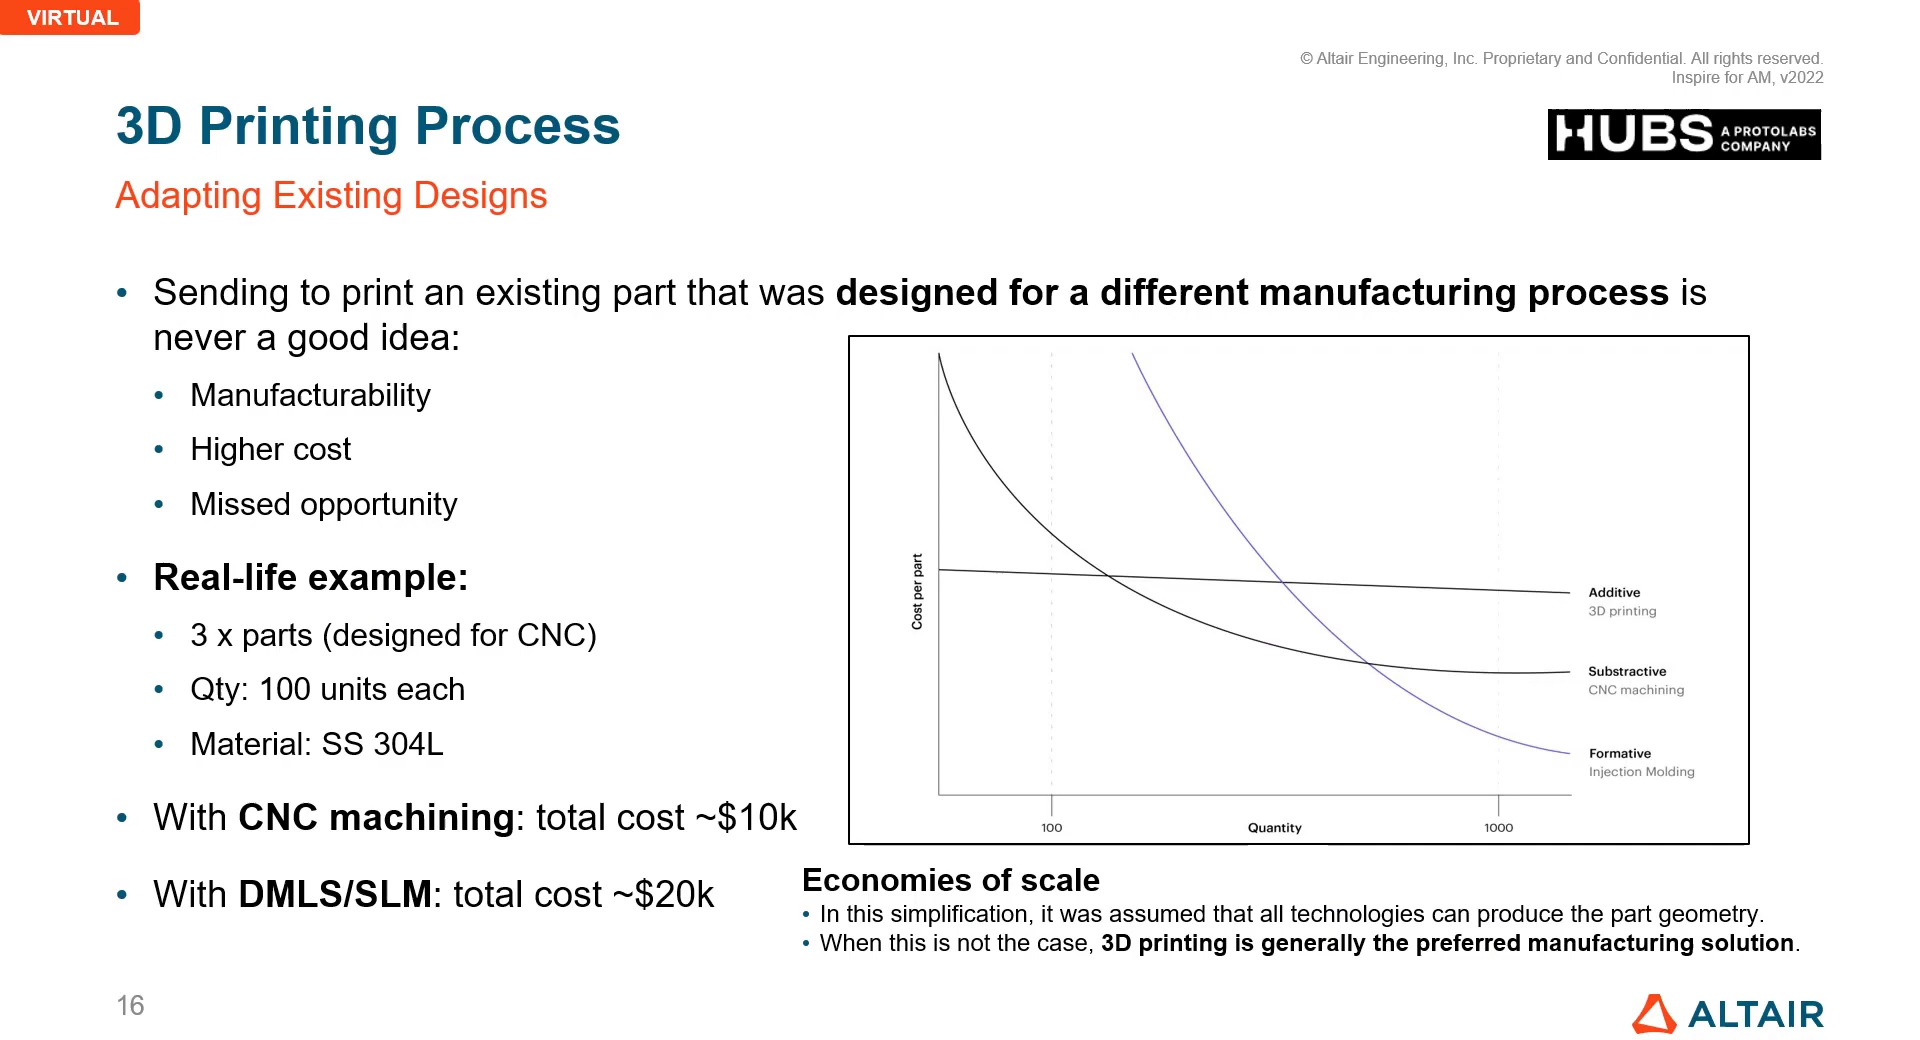 VIRTUAL
© Altair Engineering, Inc. Proprietary and Confidential. All rights reserved.
Inspire for AM, v2022
3D Printing Process
HUBS A PROTOLABS COMPANY
Adapting Existing Designs
• Sending to print an existing part that was designed for a different manufacturing process is
never a good idea:
• Manufacturability
• Higher cost
• Missed opportunity
• Real-life example:
• 3 x parts (designed for CNC)
• Qty: 100 units each
• Material: SS 304L
• With CNC machining: total cost ~$10k
• With DMLS/SLM: total cost ~$20k
Cost per part
Additive
3D printing
Substractive
CNC machining
Formative
Injection Molding
100 Quantity 1000
Economies of scale
• In this simplification, it was assumed that all technologies can produce the part geometry.
• When this is not the case, 3D printing is generally the preferred manufacturing solution.
16
ALTAIR